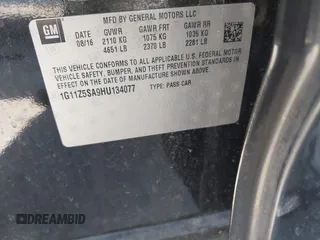 GM
MFD BY GENERAL MOTORS LLC
08/16 GVWR GAWR FRT GAWR RR
2110 KG 1075 KG 1035 KG
4651 LB 2370 LB 2281 LB
THIS VEHICLE CONFORMS TO ALL APPLICABLE U.S. FEDERAL MOTOR VEHICLE
SAFETY, BUMPER, AND THEFT PREVENTION STANDARDS IN EFFECT ON THE
DATE OF MANUFACTURE SHOWN ABOVE.
1G11Z5SA9HU134077 TYPE: PASS CAR
DREAMBID